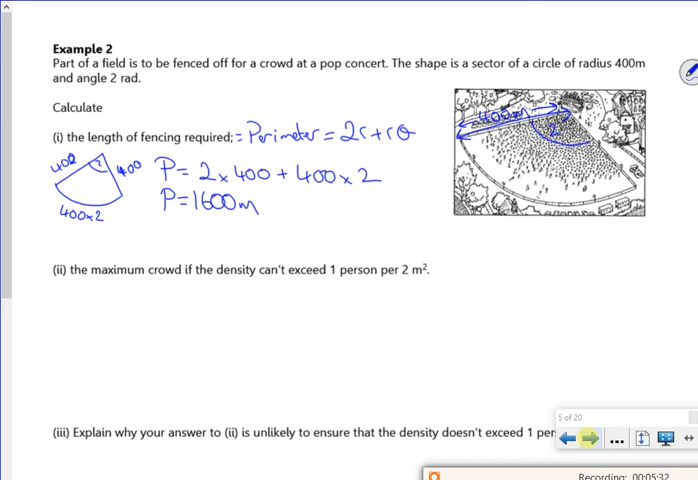 Example 2
Part of a field is to be fenced off for a crowd at a pop concert. The shape is a sector of a circle of radius 400m
and angle 2 rad.
Calculate
(i) the length of fencing required; = Perimeter = 2r + rθ
400m
2
400
2
400
400×2
P = 2 × 400 + 400 × 2
P = 1600m
(ii) the maximum crowd if the density can't exceed 1 person per 2 m².
(iii) Explain why your answer to (ii) is unlikely to ensure that the density doesn't exceed 1 per
5 of 20
Recording: 00:05:32